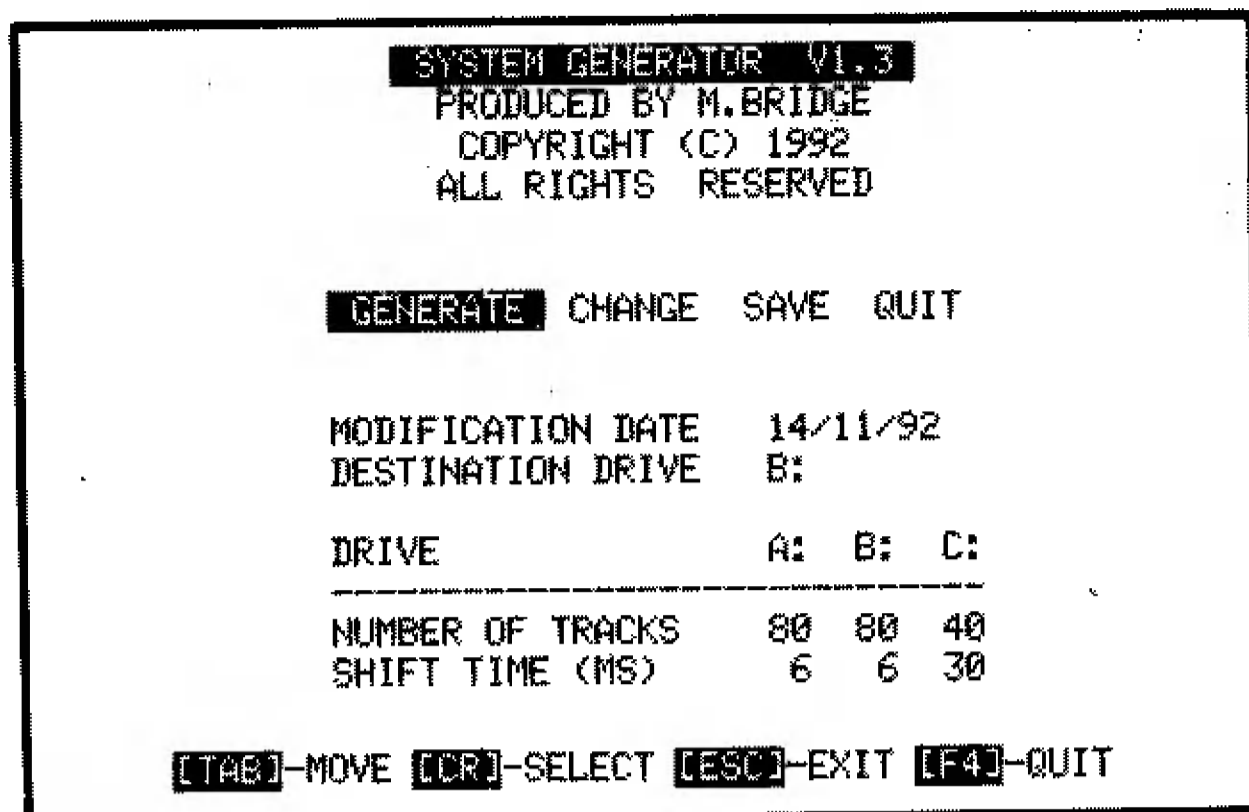 SYSTEM GENERATOR V1.3
PRODUCED BY M.BRIDGE
COPYRIGHT (C) 1992
ALL RIGHTS RESERVED
GENERATE CHANGE SAVE QUIT
MODIFICATION DATE 14/11/92
DESTINATION DRIVE B:
DRIVE A: B: C:
NUMBER OF TRACKS 80 80 40
SHIFT TIME (MS) 6 6 30
[TAB]-MOVE [CR]-SELECT [ESC]-EXIT [F4]-QUIT